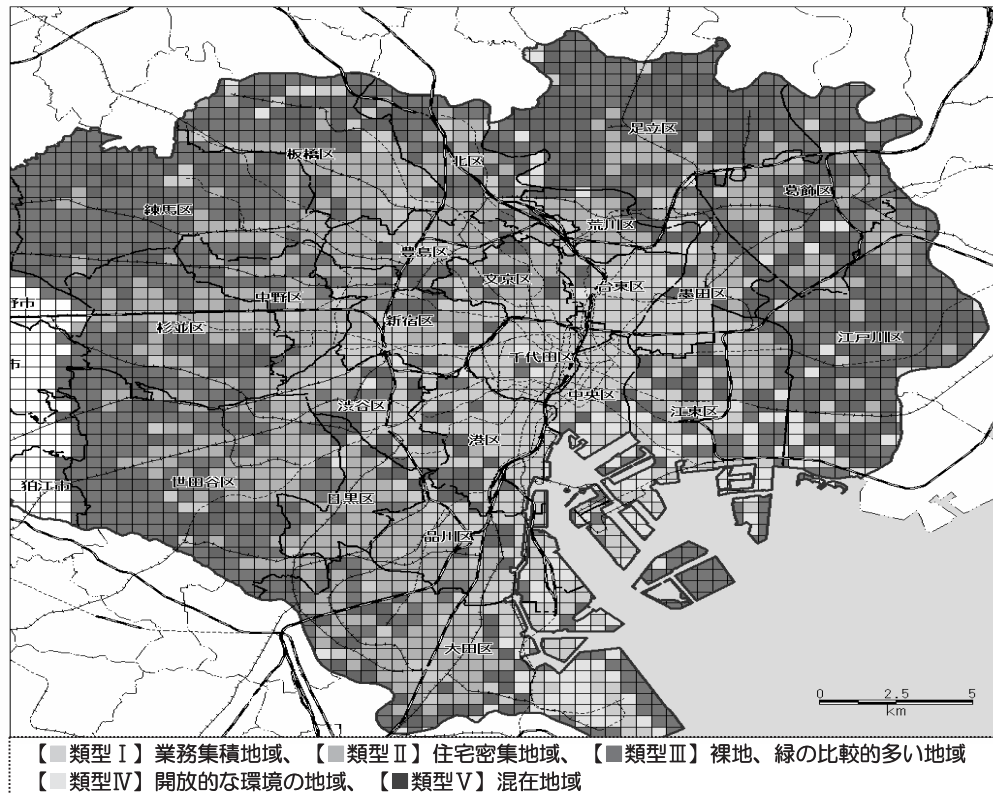 足立区
板橋区
北区
葛飾区
練馬区
荒川区
豊島区
文京区
台東区
墨田区
中野区
野市
新宿区
杉並区
江戸川区
千代田区
市
中央区
渋谷区
江東区
港区
世田谷区
狛江市
目黒区
品川区
大田区
0 2.5 5
km
【■類型Ⅰ】業務集積地域、【■類型Ⅱ】住宅密集地域、【■類型Ⅲ】裸地、緑の比較的多い地域
【■類型Ⅳ】開放的な環境の地域、【■類型Ⅴ】混在地域